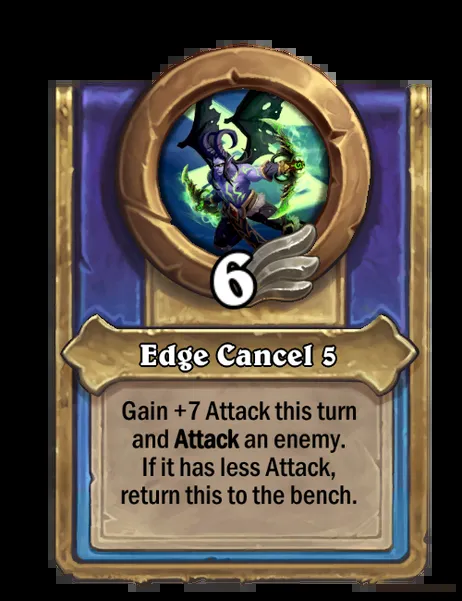 6
Edge Cancel 5
Gain +7 Attack this turn
and Attack an enemy.
If it has less Attack,
return this to the bench.